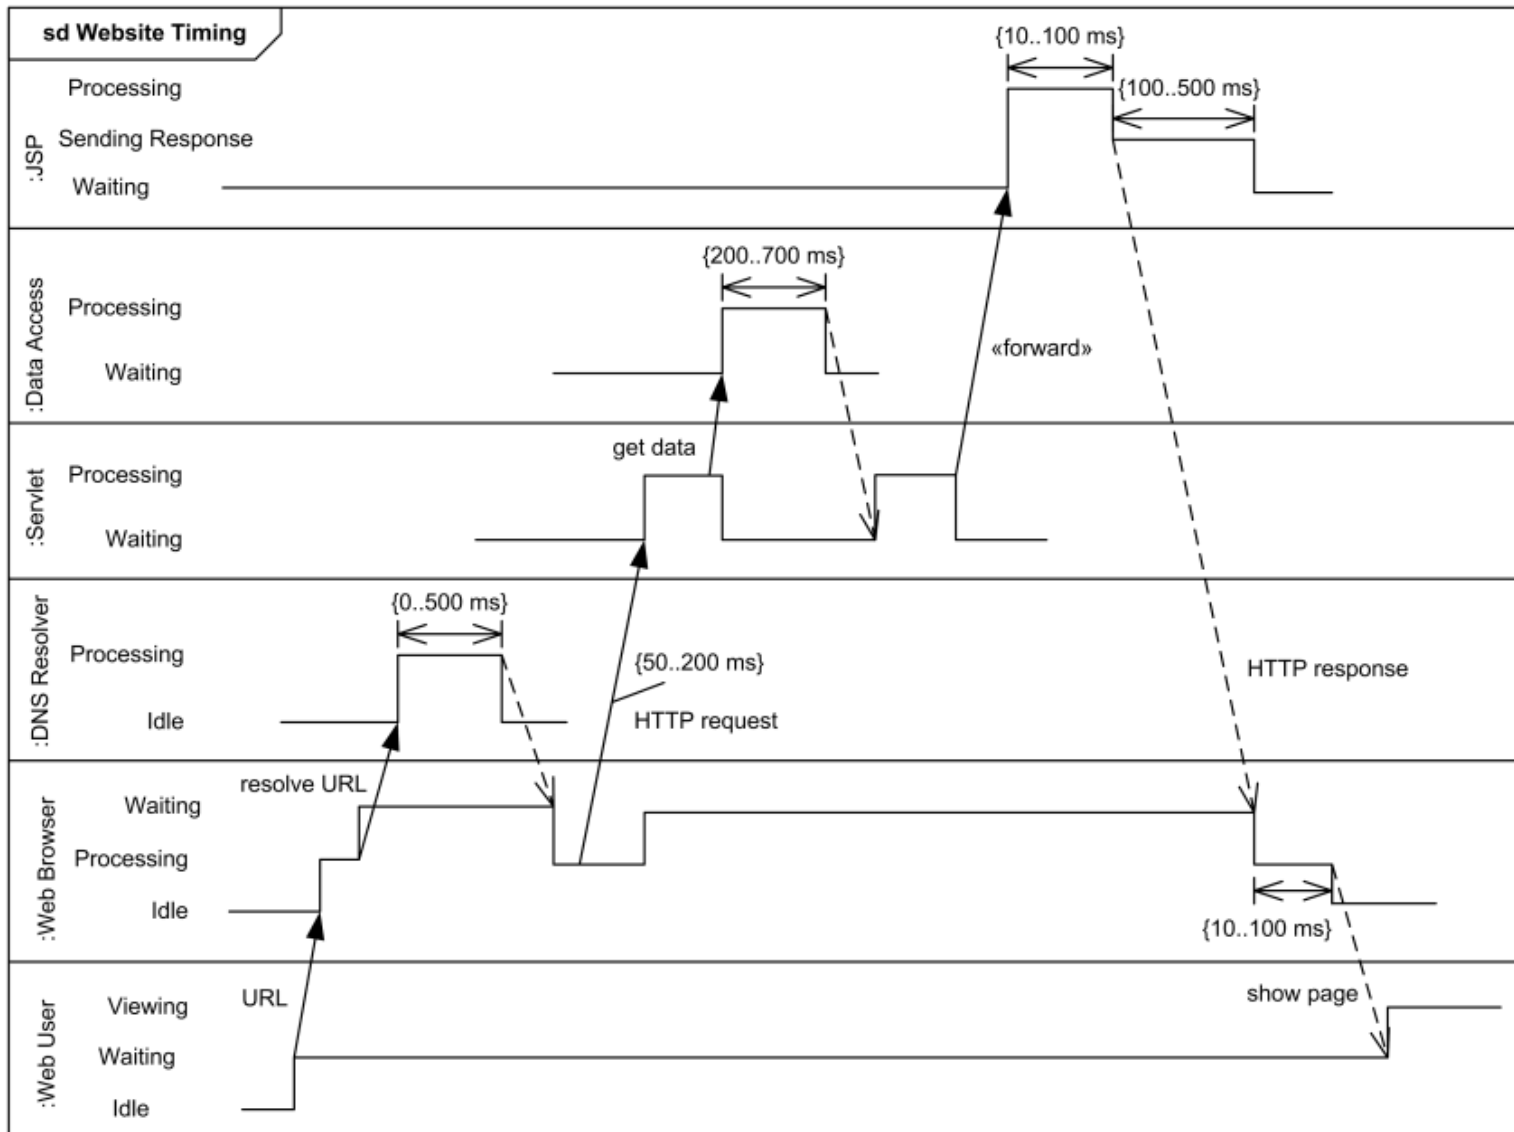 sd Website Timing
{10..100 ms}
Processing
{100..500 ms}
Sending Response
:JSP
Waiting
{200..700 ms}
Processing
:Data Access
«forward»
Waiting
get data
Processing
:Servlet
Waiting
{0..500 ms}
Processing
:DNS Resolver
{50..200 ms}
HTTP response
Idle
HTTP request
resolve URL
Waiting
:Web Browser
Processing
Idle
{10..100 ms}
Viewing
URL
show page
:Web User
Waiting
Idle